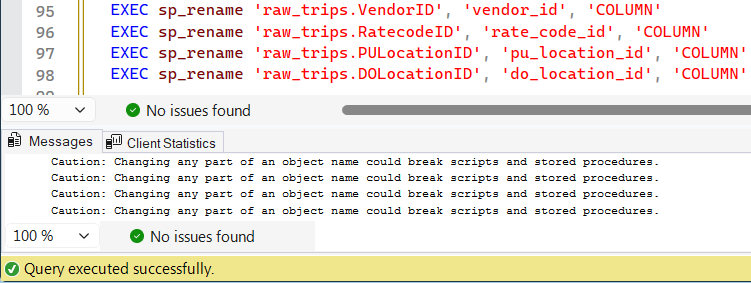 95 EXEC sp_rename 'raw_trips.VendorID', 'vendor_id', 'COLUMN'
96 EXEC sp_rename 'raw_trips.RatecodeID', 'rate_code_id', 'COLUMN'
97 EXEC sp_rename 'raw_trips.PULocationID', 'pu_location_id', 'COLUMN'
98 EXEC sp_rename 'raw_trips.DOLocationID', 'do_location_id', 'COLUMN'
100 % No issues found
Messages Client Statistics
Caution: Changing any part of an object name could break scripts and stored procedures.
Caution: Changing any part of an object name could break scripts and stored procedures.
Caution: Changing any part of an object name could break scripts and stored procedures.
Caution: Changing any part of an object name could break scripts and stored procedures.
100 % No issues found
Query executed successfully.